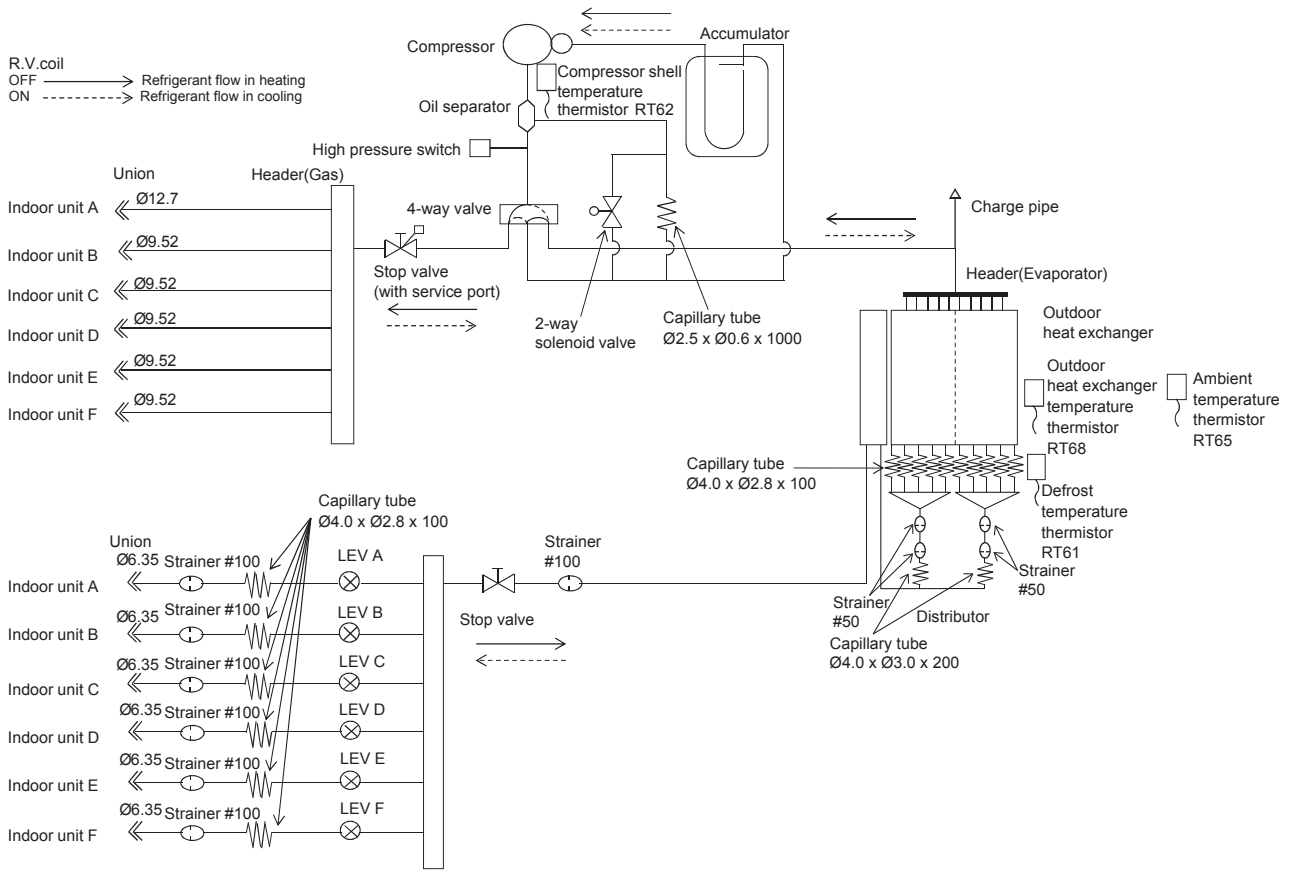 R.V.coil
OFF Refrigerant flow in heating
ON Refrigerant flow in cooling
Compressor
Accumulator
Compressor shell
temperature
thermistor RT62
Oil separator
High pressure switch
Union
Header(Gas)
4-way valve
Indoor unit A
Ø12.7
Indoor unit B
Ø9.52
Indoor unit C
Ø9.52
Indoor unit D
Ø9.52
Indoor unit E
Ø9.52
Indoor unit F
Ø9.52
Stop valve
(with service port)
2-way
solenoid valve
Capillary tube
Ø2.5 x Ø0.6 x 1000
Charge pipe
Header(Evaporator)
Outdoor
heat exchanger
Outdoor
heat exchanger
temperature
thermistor
RT68
Ambient
temperature
thermistor
RT65
Capillary tube
Ø4.0 x Ø2.8 x 100
Defrost
temperature
thermistor
RT61
Strainer
#50
Strainer
#50
Distributor
Capillary tube
Ø4.0 x Ø3.0 x 200
Capillary tube
Ø4.0 x Ø2.8 x 100
Union
Strainer
#100
Stop valve
Indoor unit A
Ø6.35 Strainer #100
LEV A
Indoor unit B
Ø6.35 Strainer #100
LEV B
Indoor unit C
Ø6.35 Strainer #100
LEV C
Indoor unit D
Ø6.35 Strainer #100
LEV D
Indoor unit E
Ø6.35 Strainer #100
LEV E
Indoor unit F
Ø6.35 Strainer #100
LEV F